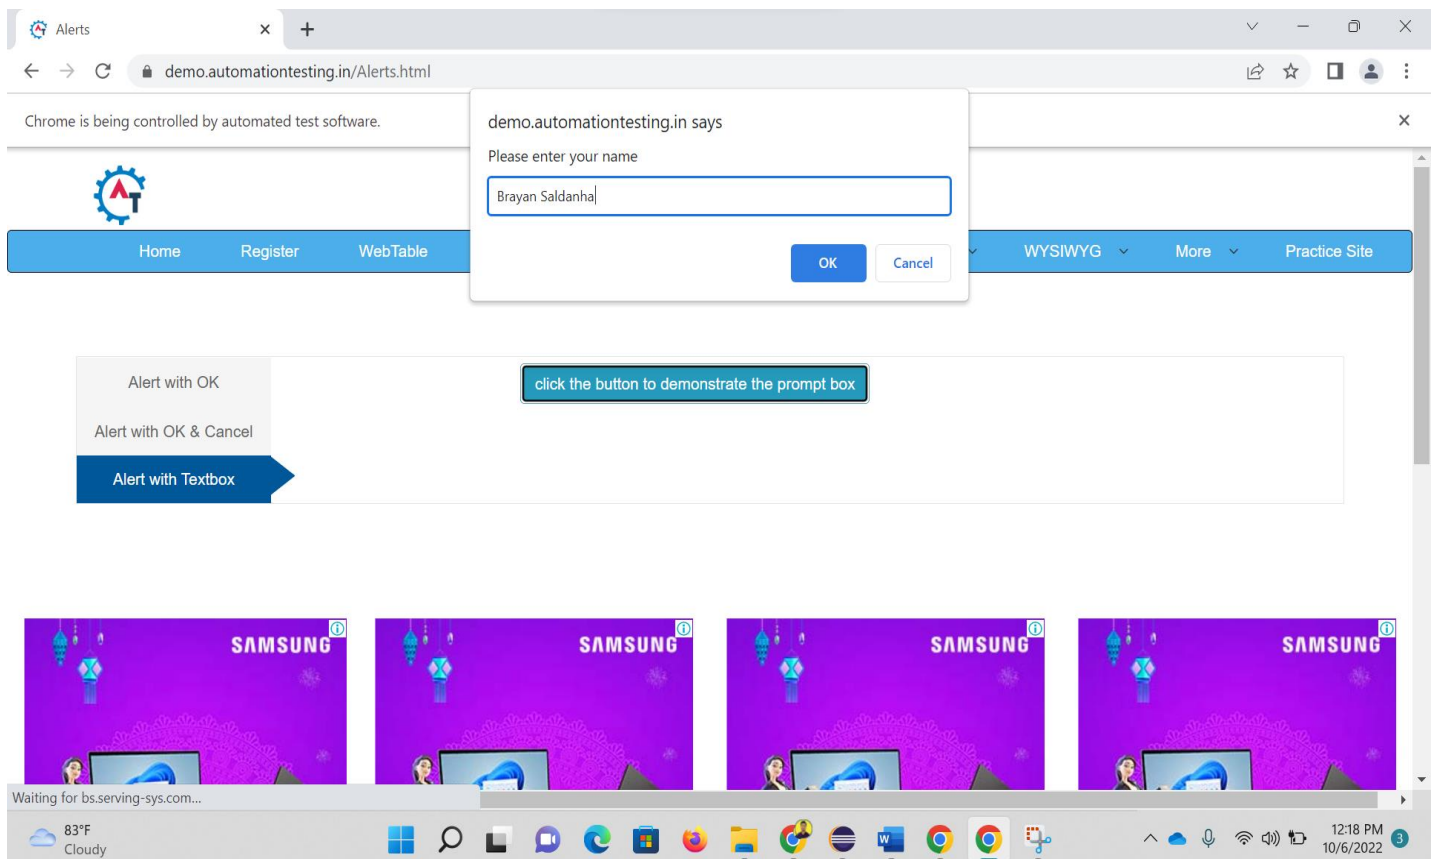 Alerts
demo.automationtesting.in/Alerts.html
Chrome is being controlled by automated test software.
demo.automationtesting.in says
Please enter your name
Brayan Saldanha
OK Cancel
AT
Home Register WebTable WYSIWYG More Practice Site
Alert with OK
click the button to demonstrate the prompt box
Alert with OK & Cancel
Alert with Textbox
SAMSUNG SAMSUNG SAMSUNG SAMSUNG
Waiting for bs.serving-sys.com...
83°F
Cloudy
12:18 PM
10/6/2022
3